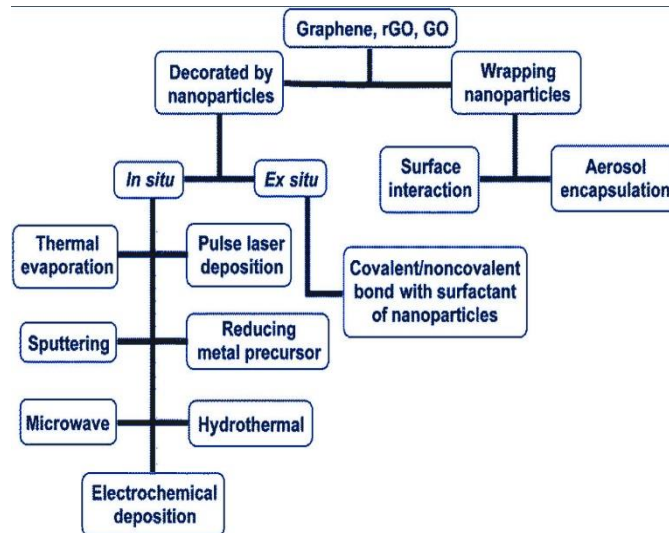 Graphene, rGO, GO
Decorated by
nanoparticles
Wrapping
nanoparticles
In situ
Ex situ
Surface
interaction
Aerosol
encapsulation
Thermal
evaporation
Pulse laser
deposition
Covalent/noncovalent
bond with surfactant
of nanoparticles
Sputtering
Reducing
metal precursor
Microwave
Hydrothermal
Electrochemical
deposition